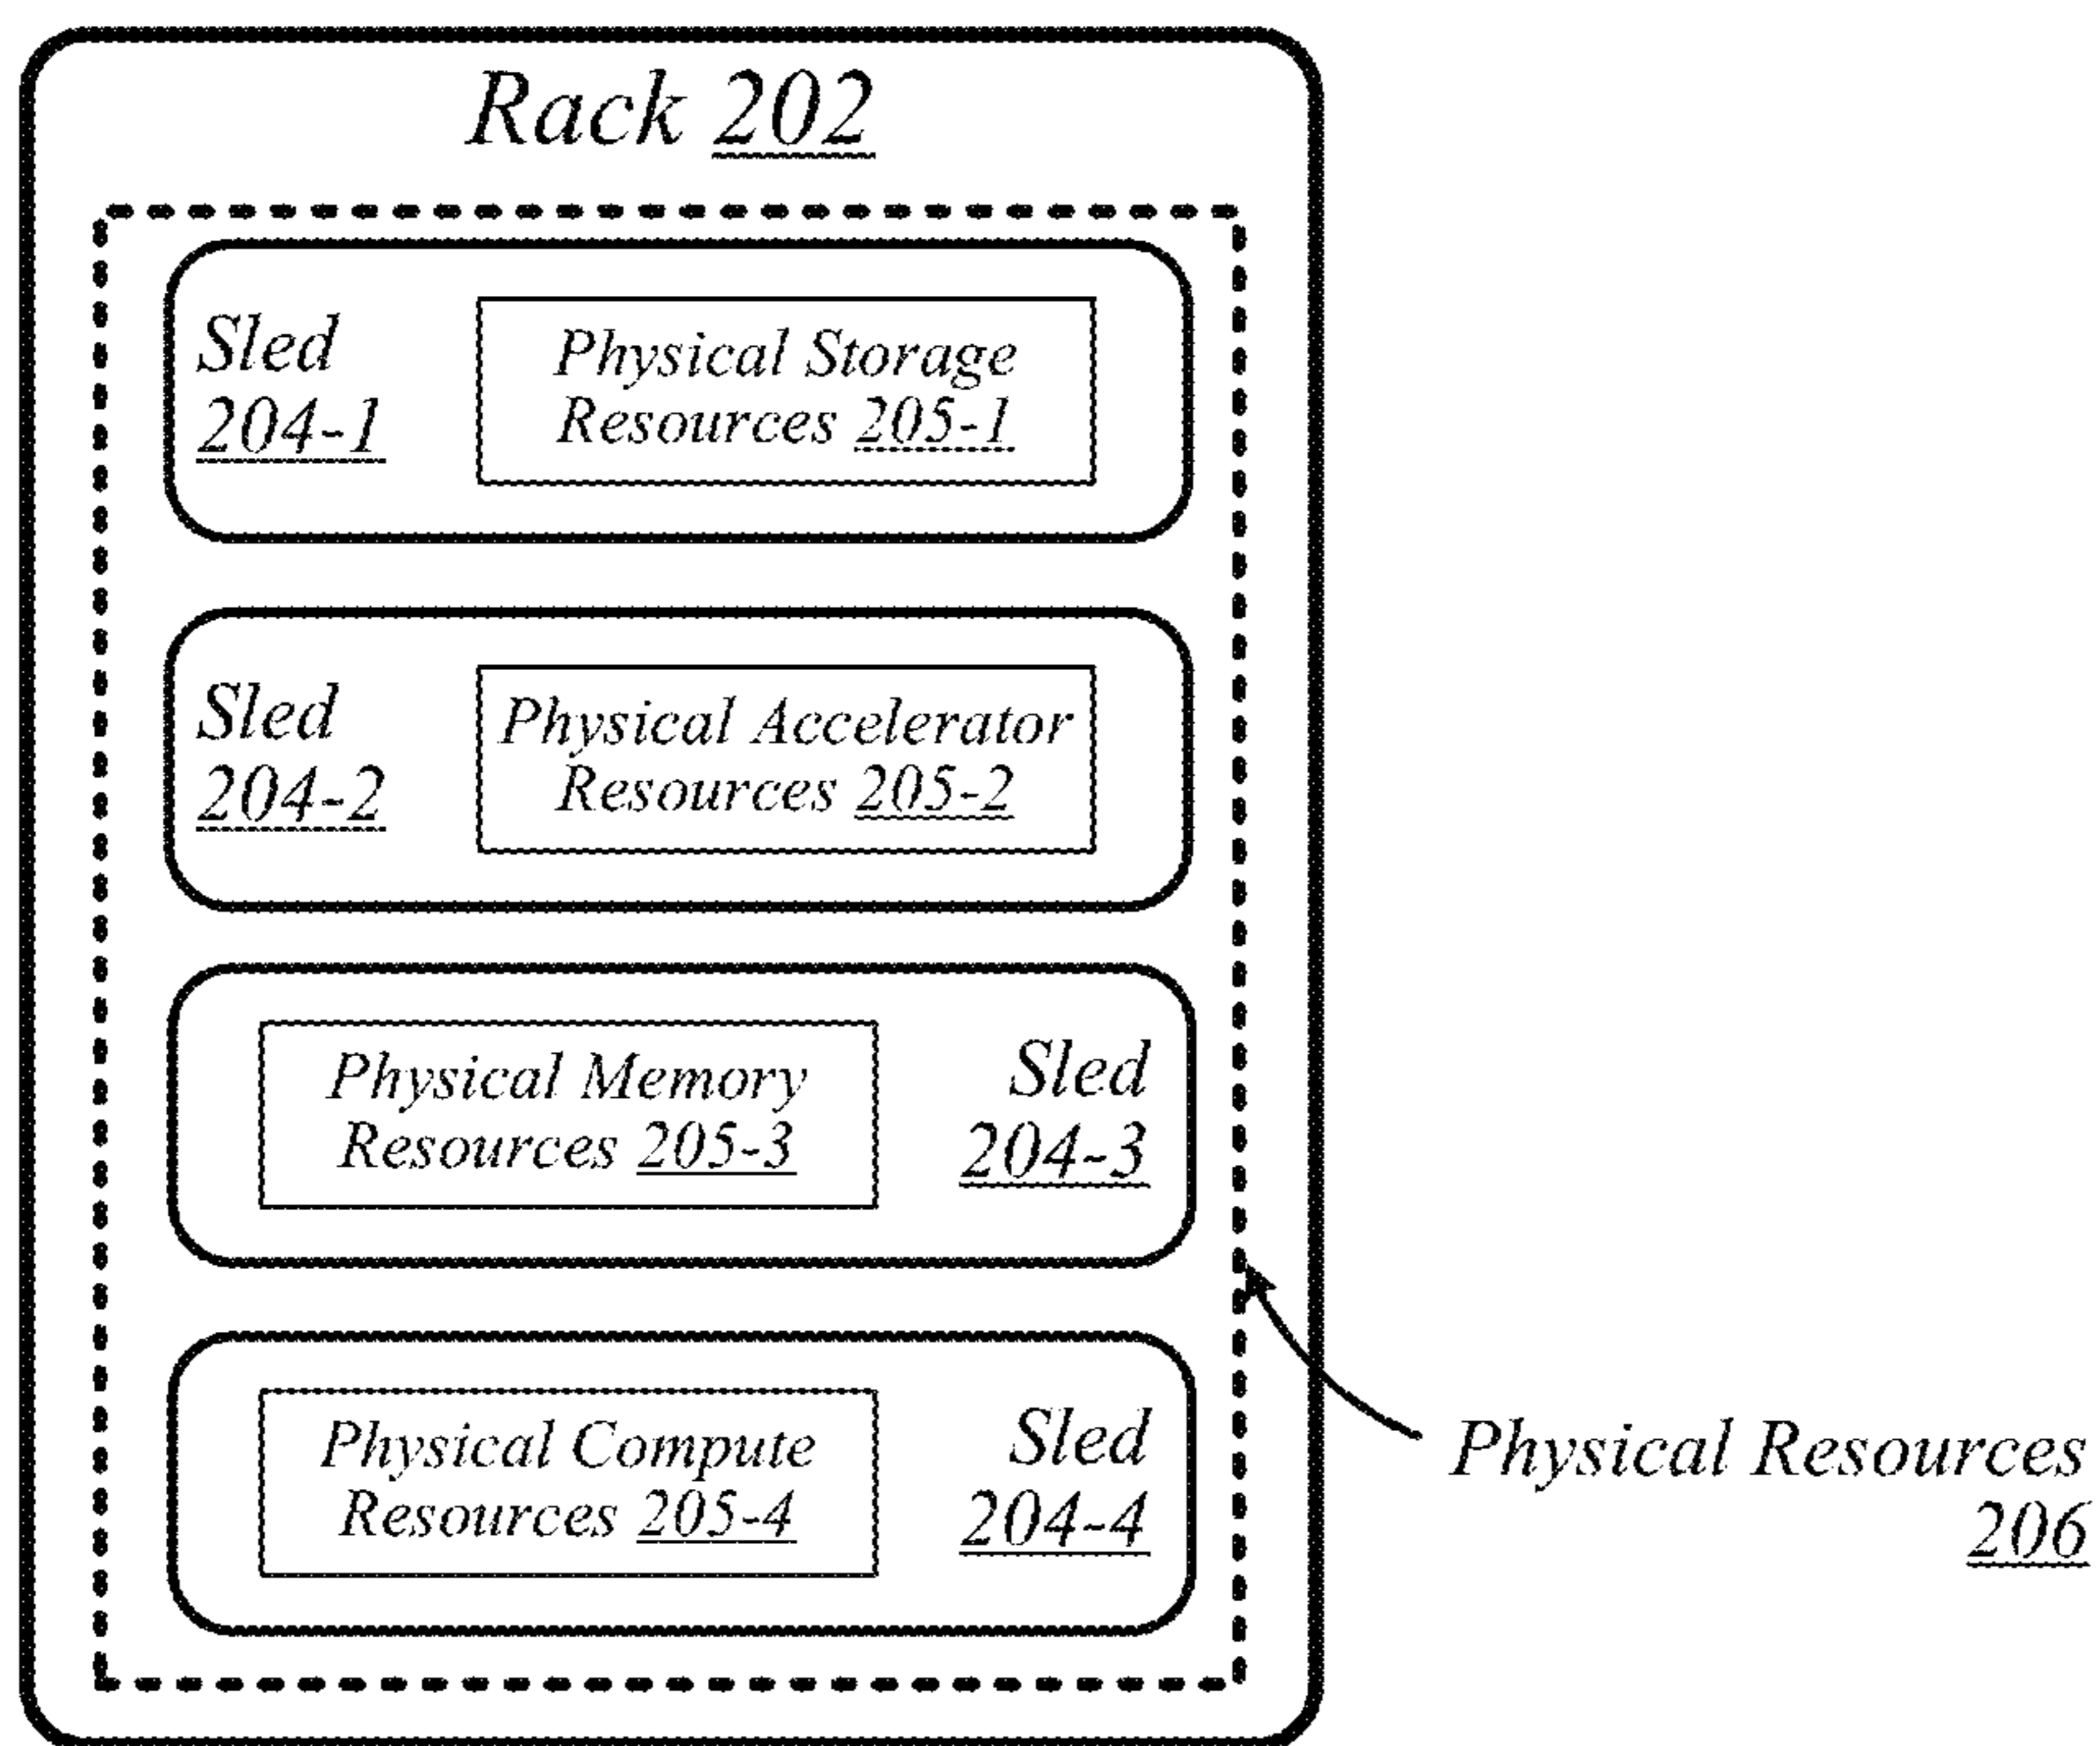 Rack 202
Sled
204-1
Physical Storage
Resources 205-1
Sled
204-2
Physical Accelerator
Resources 205-2
Physical Memory
Resources 205-3
Sled
204-3
Physical Compute
Resources 205-4
Sled
204-4
Physical Resources
206